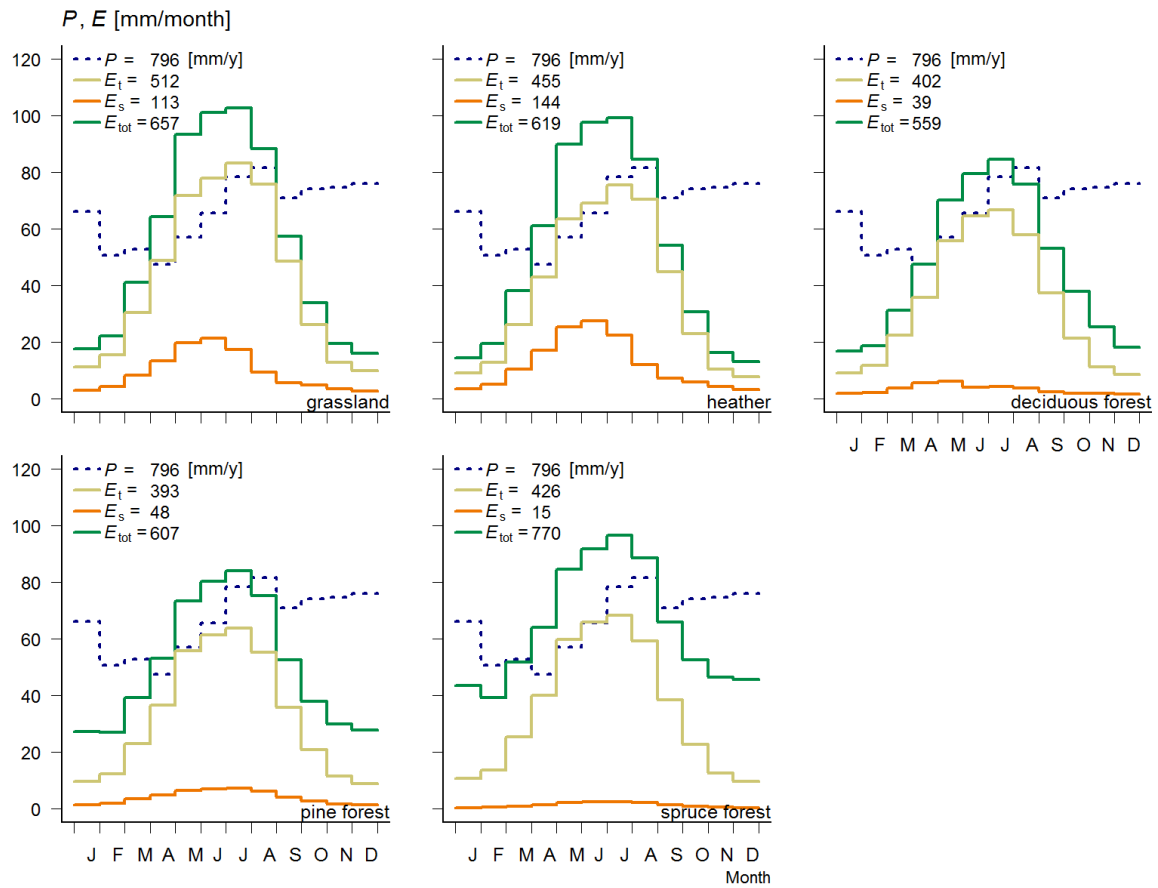 P, E [mm/month]
120
100
80
60
40
20
0
P = 796 [mm/y]
Et = 512
Es = 113
Etot = 657
grassland
P = 796 [mm/y]
Et = 455
Es = 144
Etot = 619
heather
P = 796 [mm/y]
Et = 402
Es = 39
Etot = 559
deciduous forest
J F M A M J J A S O N D
120
100
80
60
40
20
0
P = 796 [mm/y]
Et = 393
Es = 48
Etot = 607
pine forest
J F M A M J J A S O N D
P = 796 [mm/y]
Et = 426
Es = 15
Etot = 770
spruce forest
J F M A M J J A S O N D
Month